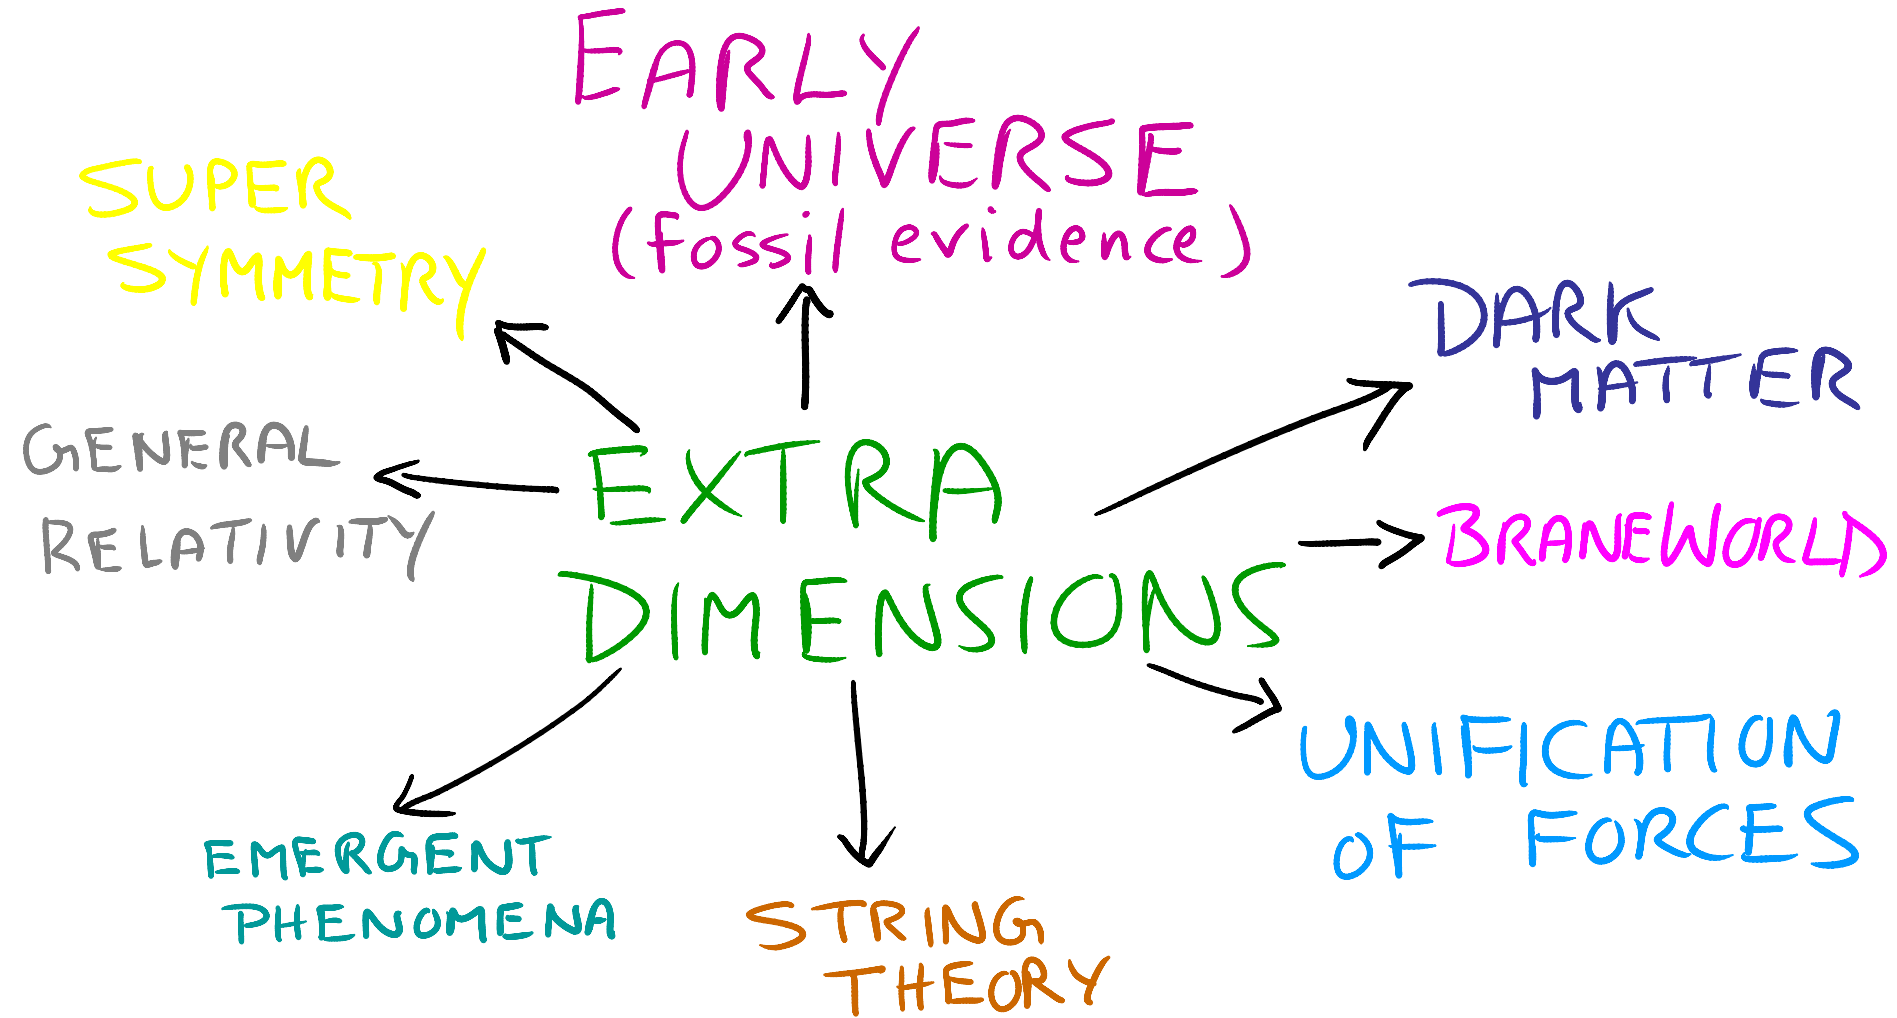 EARLY
UNIVERSE
(fossil evidence)
SUPER
SYMMETRY
DARK
MATTER
GENERAL
RELATIVITY
EXTRA
DIMENSIONS
BRANEWORLD
UNIFICATION
OF FORCES
EMERGENT
PHENOMENA
STRING
THEORY